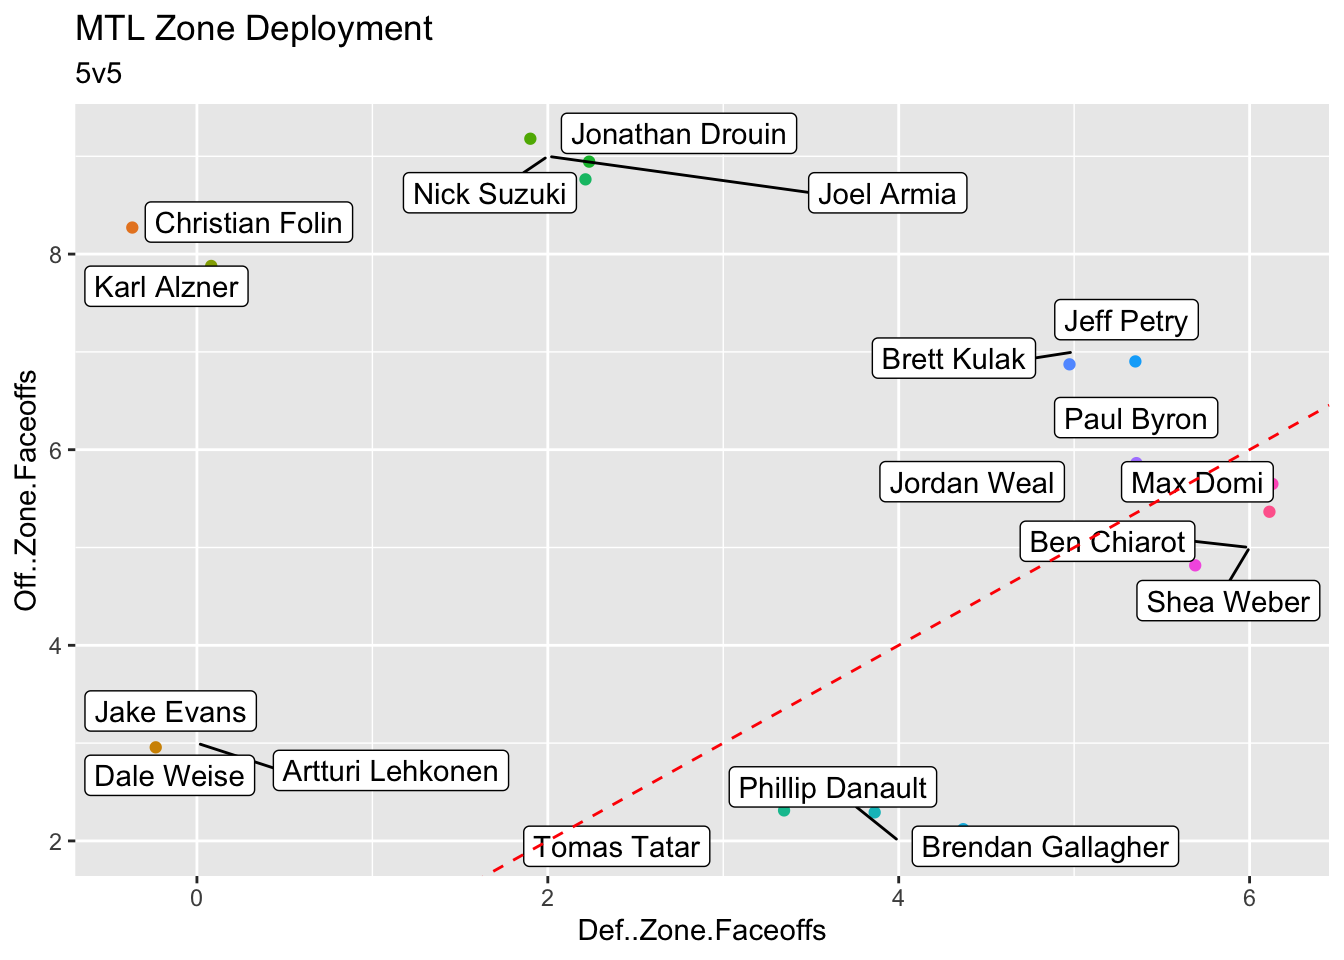 MTL Zone Deployment
5v5
Jonathan Drouin
Nick Suzuki
Joel Armia
Christian Folin
Karl Alzner
Jeff Petry
Brett Kulak
Paul Byron
Jordan Weal
Max Domi
Ben Chiarot
Shea Weber
Jake Evans
Dale Weise
Artturi Lehkonen
Phillip Danault
Tomas Tatar
Brendan Gallagher
8
6
4
2
0
2
4
6
Off..Zone.Faceoffs
Def..Zone.Faceoffs